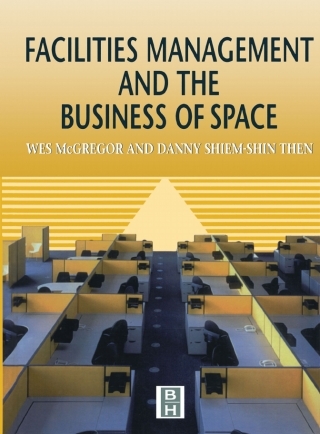 FACILITIES MANAGEMENT
AND THE
BUSINESS OF SPACE
WES McGREGOR AND DANNY SHIEM-SHIN THEN
B
H